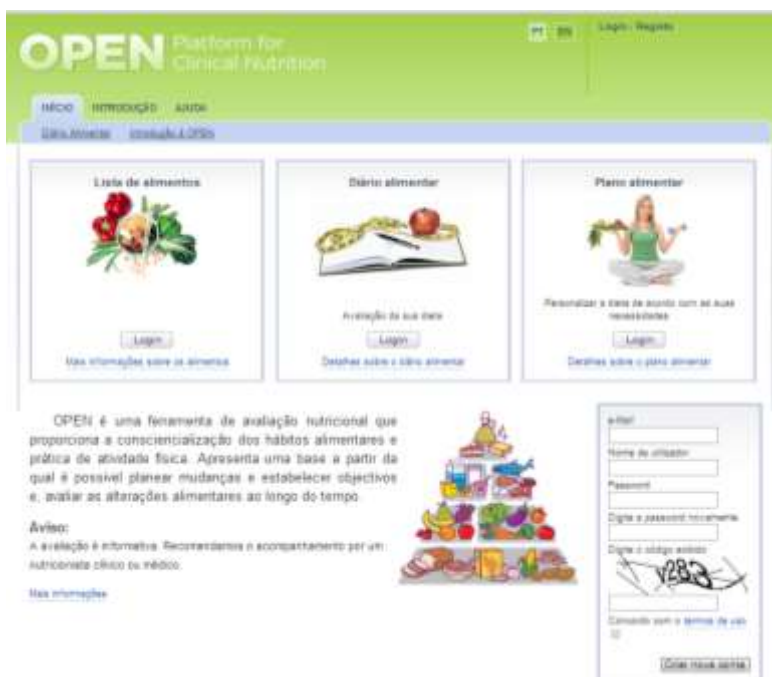 OPEN Platform for
Clinical Nutrition
PT EN
Login - Registo
INÍCIO INTRODUÇÃO AJUDA
Diário Alimentar Introdução à OPEN
Lista de alimentos
Login
Mais informações sobre os alimentos
Diário alimentar
Avaliação da sua dieta
Login
Detalhes sobre o diário alimentar
Plano alimentar
Personalizar a dieta de acordo com as suas
necessidades
Login
Detalhes sobre o plano alimentar
OPEN é uma ferramenta de avaliação nutricional que
proporciona a consciencialização dos hábitos alimentares e
prática de atividade física. Apresenta uma base a partir da
qual é possível planear mudanças e estabelecer objectivos
e, avaliar as alterações alimentares ao longo do tempo.
Aviso:
A avaliação é informativa. Recomendamos o acompanhamento por um
nutricionista clínico ou médico.
Mais informações
e-Mail
Nome de utilizador
Password
Digite a password novamente
Digite o código exibido
Concordo com o termos de uso
Criar nova conta